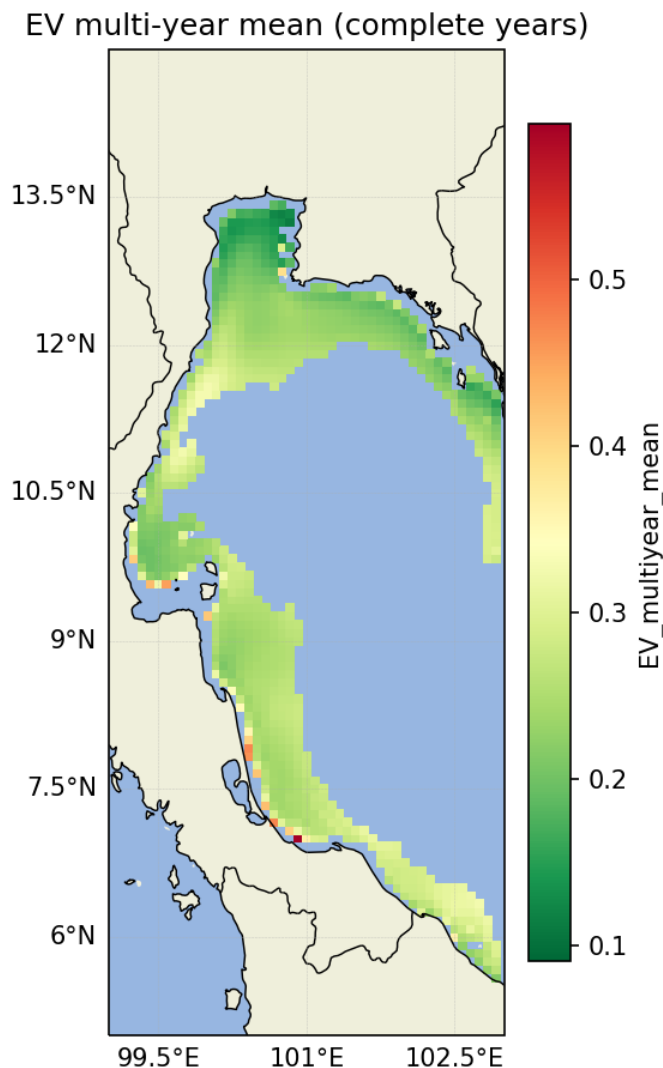 EV multi-year mean (complete years)
13.5°N
12°N
10.5°N
9°N
7.5°N
6°N
99.5°E 101°E 102.5°E
0.5
0.4
0.3
0.2
0.1
EV_multiyear_mean